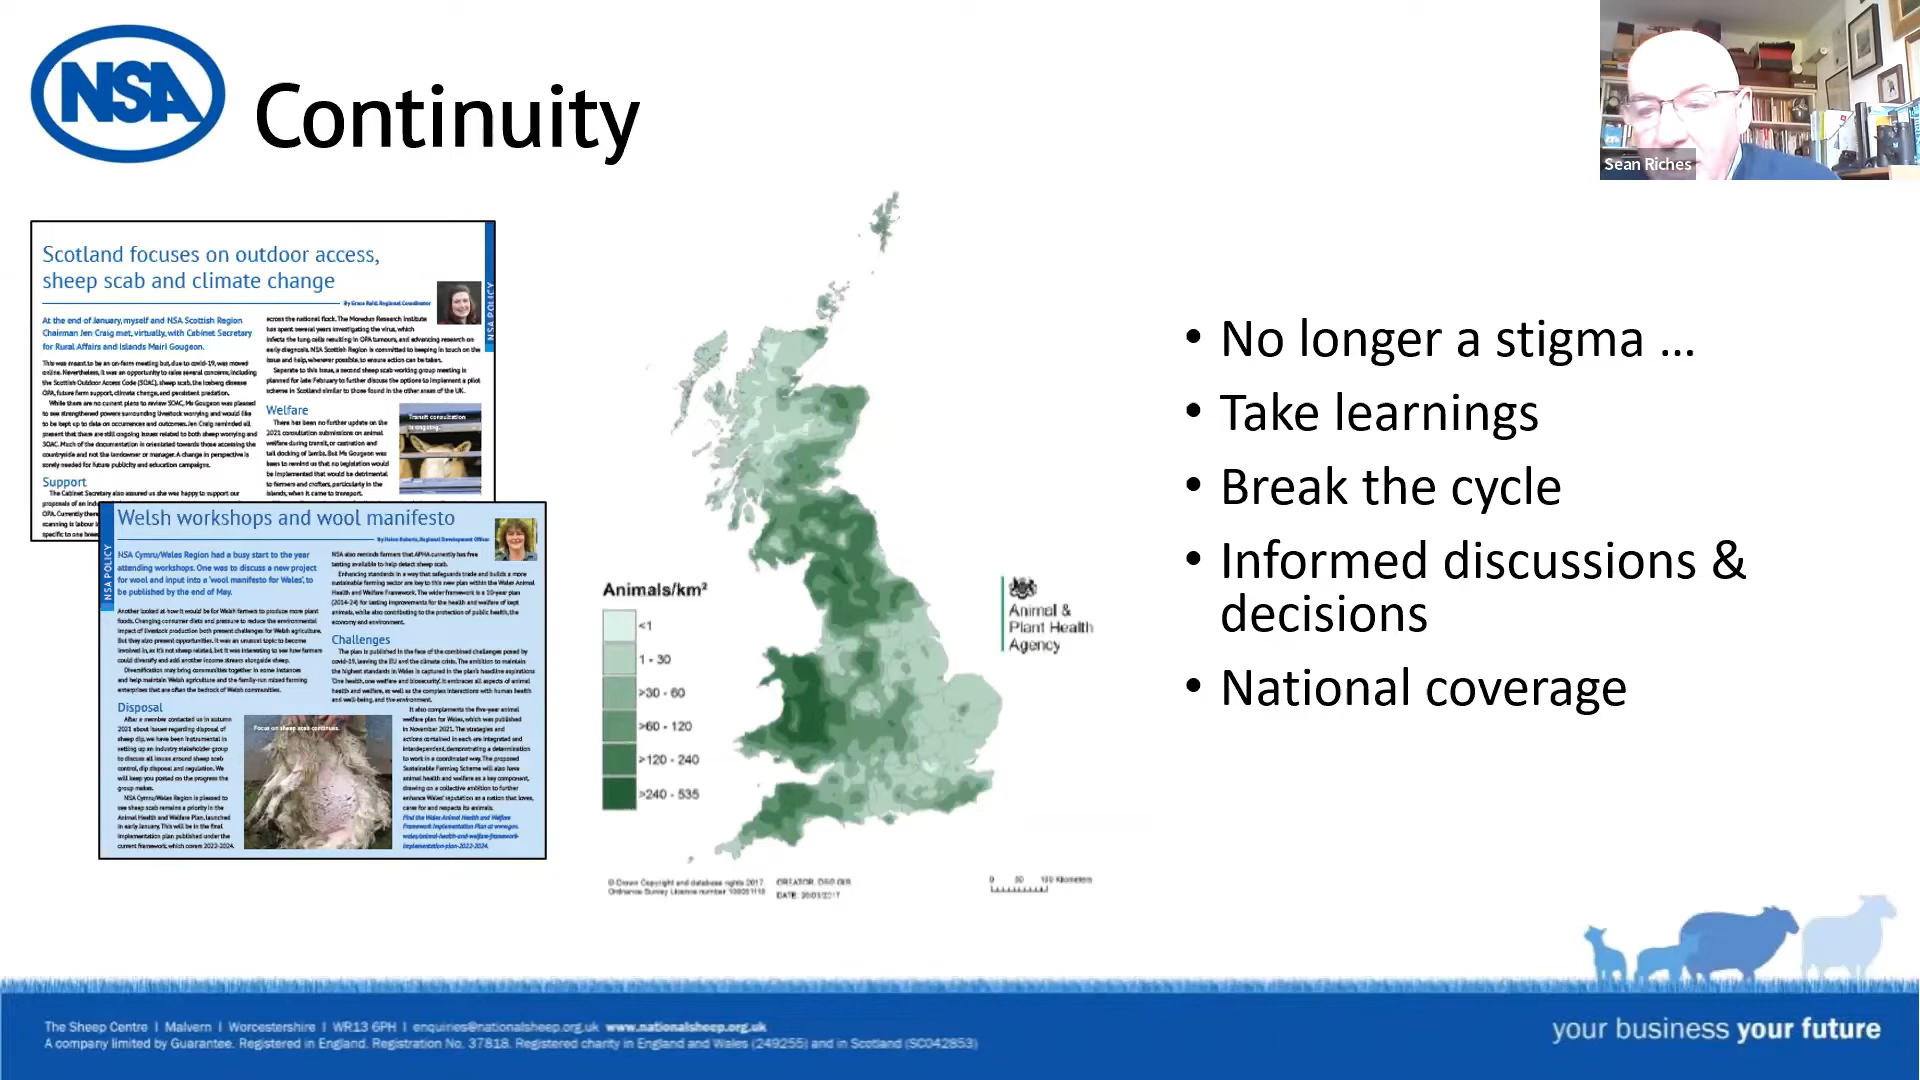 NSA
Continuity
Sean Riches
Scotland focuses on outdoor access,
sheep scab and climate change
By Grace Reid, Regional Coordinator
NSA POLICY
At the end of January, myself and NSA Scottish Region
Chairman Jen Craig met, virtually, with Cabinet Secretary
for Rural Affairs and Islands Mairi Gougeon.
This was meant to be an on-farm meeting but, due to covid-19, was moved
online. Nevertheless, it was an opportunity to raise several concerns, including
the Scottish Outdoor Access Code (SOAC), sheep scab, the iceberg disease
OPA, future farm support, climate change, and persistent predation.
While there are no current plans to review SOAC, Ms Gougeon was pleased
to see strengthened powers surrounding livestock worrying and would like
to be kept up to date on occurrences and outcomes. Jen Craig reminded all
present that there are still ongoing issues related to both sheep worrying and
SOAC. Much of the documentation is orientated towards those accessing the
countryside and not the landowner or manager. A change in perspective is
sorely needed for future publicity and education campaigns.
Support
The Cabinet Secretary also assured us she was happy to support our
proposals of an
OPA. Currently
scanning is labour
specific to one
across the national flock. The Moredun Research Institute
has spent several years investigating the virus, which
infects the lung cells resulting in OPA tumours, and advancing research on
early diagnosis. NSA Scottish Region is committed to keeping in touch on the
issue and help, wherever possible, to ensure action can be taken.
Separate to this issue, a second sheep scab working group meeting is
planned for late February to further discuss the options to implement a pilot
scheme in Scotland similar to those found in the other areas of the UK.
Welfare
There has been no further update on the
2021 consultation submissions on animal
welfare during transit, or castration and
tail docking of lambs. But Ms Gougeon was
keen to remind us that no legislation would
be implemented that would be detrimental
to farmers and crofters, particularly in the
islands, when it came to transport.
Transit consultation
is ongoing.
Welsh workshops and wool manifesto
By Helen Roberts, Regional Development Officer
NSA POLICY
NSA Cymru/Wales Region had a busy start to the year
attending workshops. One was to discuss a new project
for wool and input into a 'wool manifesto for Wales', to
be published by the end of May.
Another looked at how it would be for Welsh farmers to produce more plant
foods. Changing consumer diets and pressure to reduce the environmental
impact of livestock production both present challenges for Welsh agriculture.
But they also present opportunities. It was an unusual topic to become
involved in, as it's not sheep related, but it was interesting to see how farmers
could diversify and add another income stream alongside sheep.
Diversification may bring communities together in some instances
and help maintain Welsh agriculture and the family-run mixed farming
enterprises that are often the bedrock of Welsh communities.
Disposal
After a member contacted us in autumn
2021 about issues regarding disposal of
sheep dip, we have been instrumental in
setting up an industry stakeholder group
to discuss all issues around sheep scab
control, dip disposal and regulation. We
will keep you posted on the progress the
group makes.
NSA Cymru/Wales Region is pleased to
see sheep scab remains a priority in the
Animal Health and Welfare Plan, launched
in early January. This will be in the final
implementation plan published under the
current framework, which covers 2022-2024.
Focus on sheep scab continues.
NSA also reminds farmers that APHA currently has free
testing available to help detect sheep scab.
Enhancing standards in a way that safeguards trade and builds a more
sustainable farming sector are key to this new plan within the Wales Animal
Health and Welfare Framework. The wider framework is a 10-year plan
(2014-24) for lasting improvements for the health and welfare of kept
animals, while also contributing to the protection of public health, the
economy and environment.
Challenges
The plan is published in the face of the combined challenges posed by
covid-19, leaving the EU and the climate crisis. The ambition to maintain
the highest standards in Wales is captured in the plan's headline aspirations
'One health, one welfare and biosecurity'. It embraces all aspects of animal
health and welfare, as well as the complex interactions with human health
and well-being, and the environment.
It also complements the five-year animal
welfare plan for Wales, which was published
in November 2021. The strategies and
actions contained in each are integrated and
interdependent, demonstrating a determination
to work in a coordinated way. The proposed
Sustainable Farming Scheme will also have
animal health and welfare as a key component,
drawing on a collective ambition to further
enhance Wales' reputation as a nation that loves,
cares for and respects its animals.
Find the Wales Animal Health and Welfare
Framework Implementation Plan at www.gov.
wales/animal-health-and-welfare-framework-
implementation-plan-2022-2024.
Animals/km²
<1
1 - 30
>30 - 60
>60 - 120
>120 - 240
>240 - 535
Animal &
Plant Health
Agency
© Crown Copyright and database rights 2017
Ordnance Survey Licence number
CREATOR:
DATE:
0 50 100 Kilometers
• No longer a stigma ...
• Take learnings
• Break the cycle
• Informed discussions &
decisions
• National coverage
The Sheep Centre | Malvern | Worcestershire | WR13 6PH | enquiries@nationalsheep.org.uk www.nationalsheep.org.uk
A company limited by Guarantee. Registered in England. Registration No. 37818. Registered charity in England and Wales (249255) and in Scotland (SC042853)
your business your future